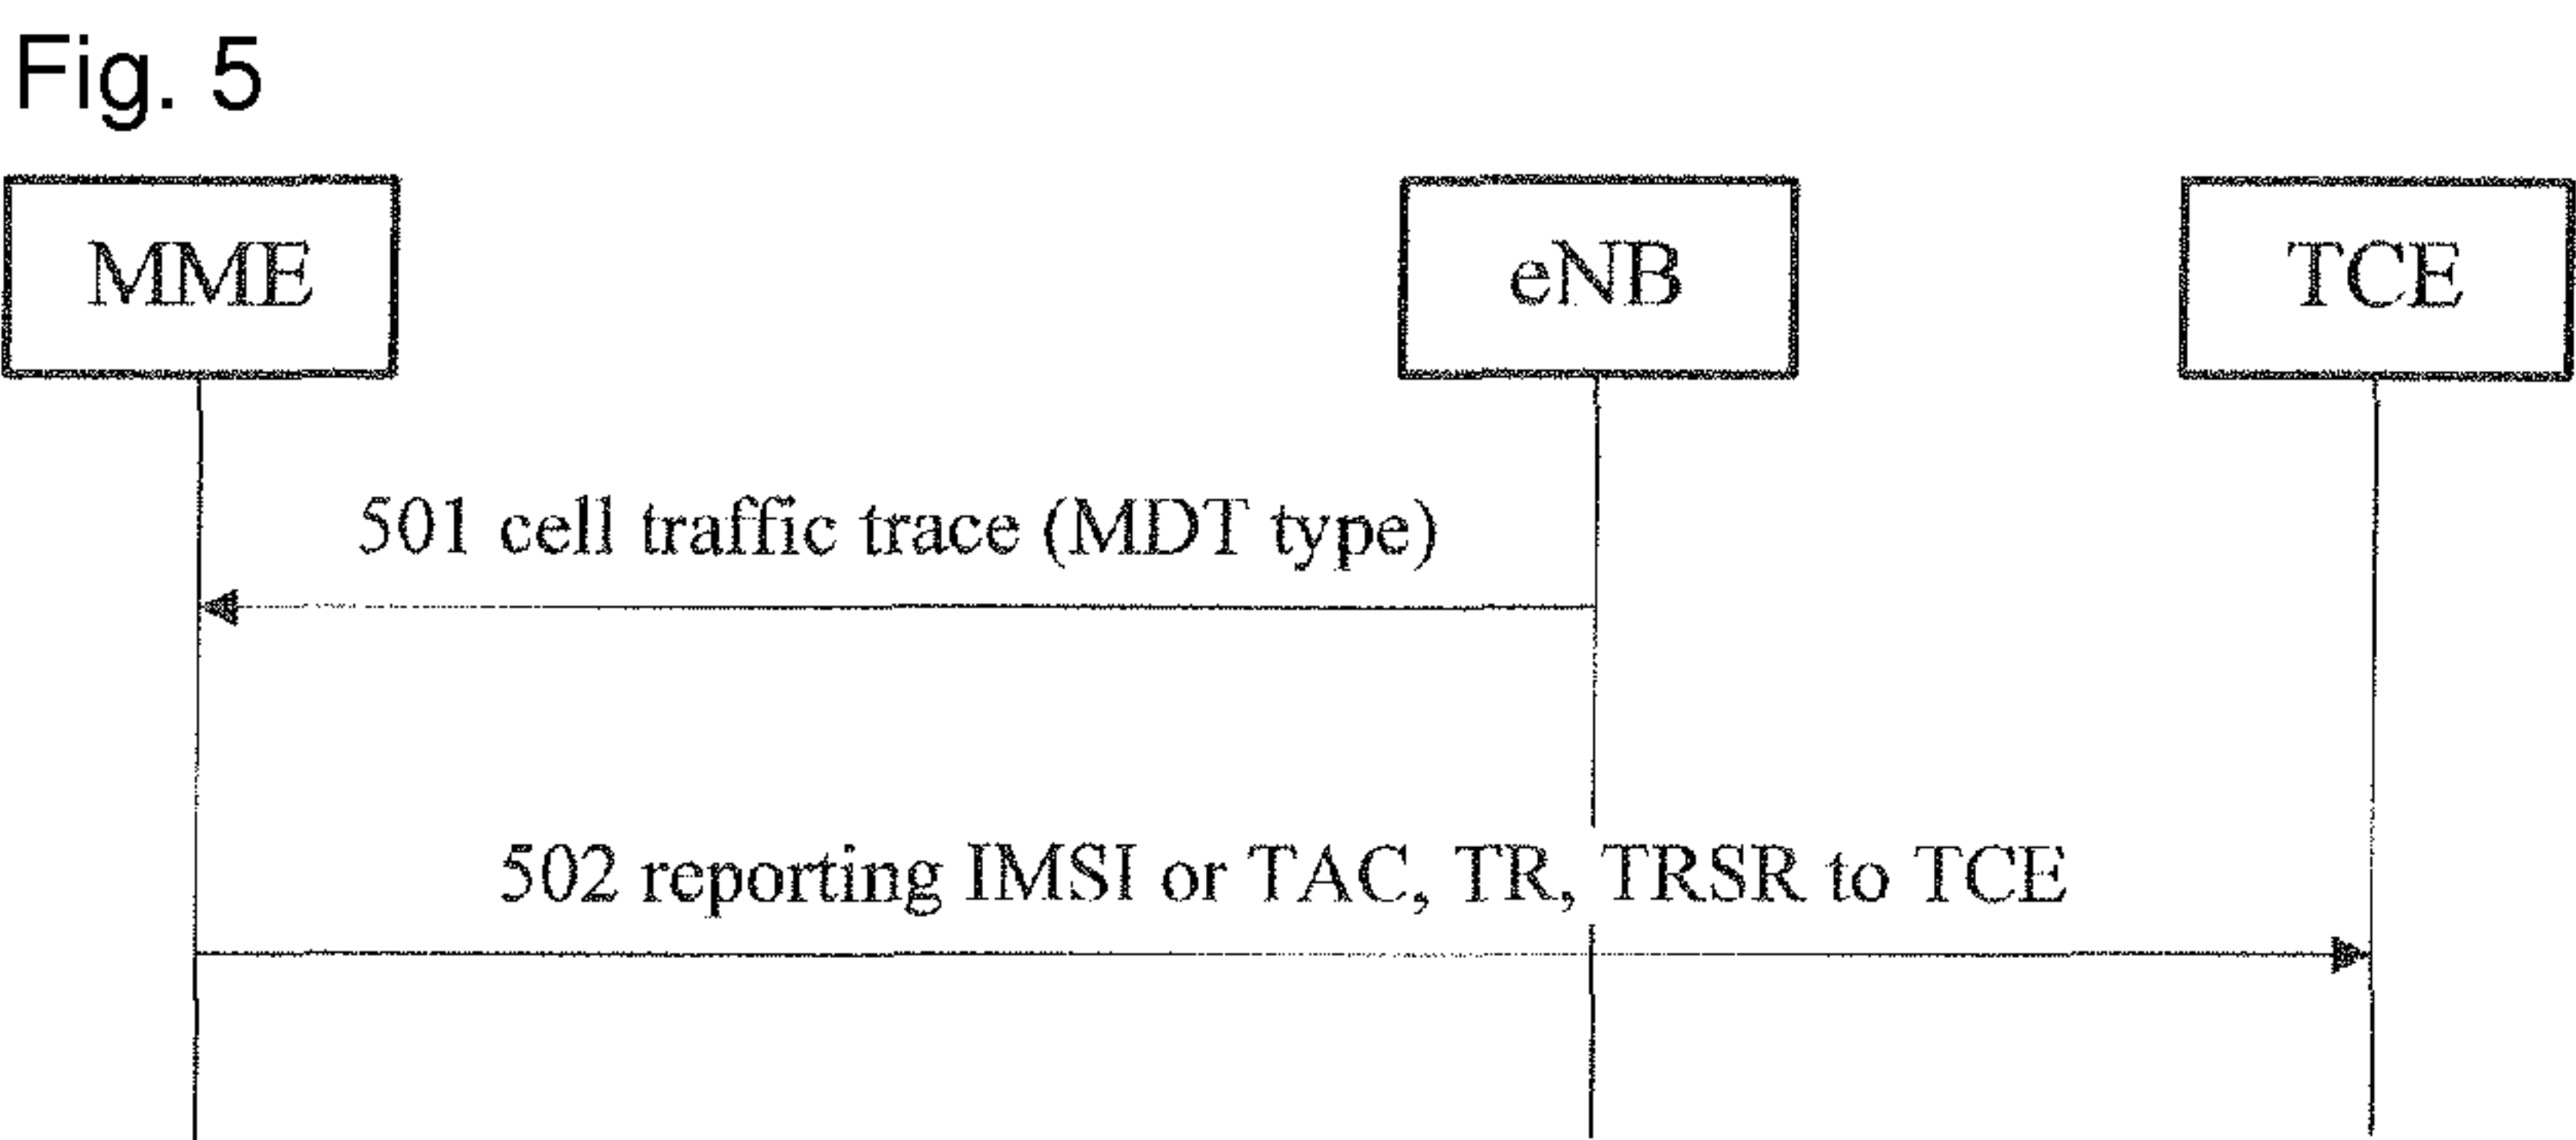 Fig. 5
MME
eNB
TCE
501 cell traffic trace (MDT type)
502 reporting IMSI or TAC, TR, TRSR to TCE